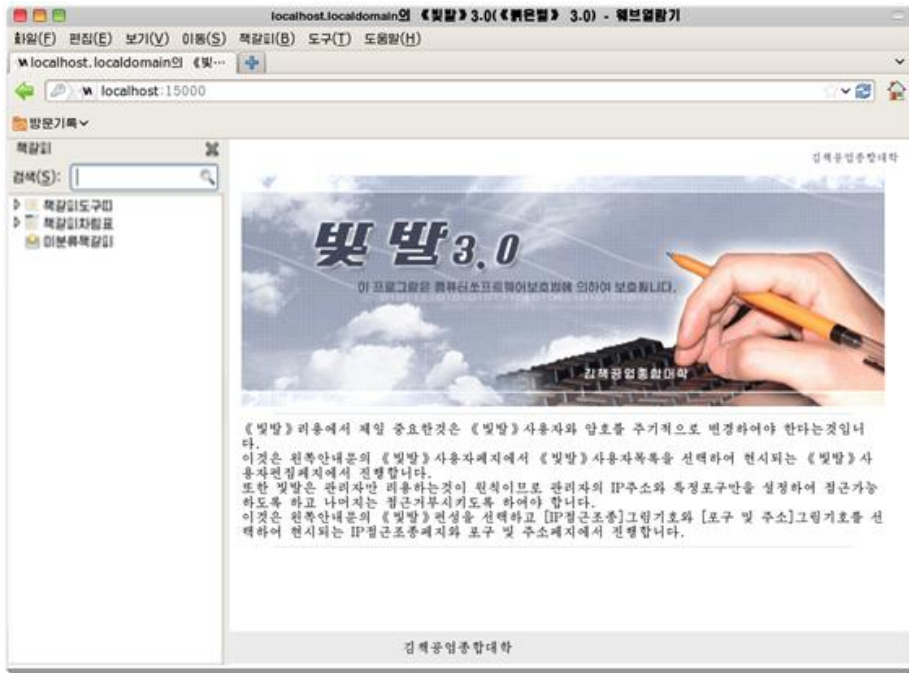 localhost.localdomain의 《빛발》3.0(《붉은별》 3.0) - 웨브열람기
화일(F) 편집(E) 보기(V) 이동(S) 책갈피(B) 도구(T) 도움말(H)
localhost.localdomain의 《빛…
localhost:15000
방문기록
책갈피
검색(S):
책갈피도구띠
책갈피차림표
미분류책갈피
김책공업종합대학
빛발3.0
이 프로그람은 콤퓨터쏘프트웨어보호법에 의하여 보호됩니다.
김책공업종합대학
《빛발》리용에서 제일 중요한것은 《빛발》사용자와 암호를 주기적으로 변경하여야 한다는것입니
다.
이것은 왼쪽안내문의 《빛발》사용자페지에서 《빛발》사용자목록을 선택하여 현시되는 《빛발》사
용자편집페지에서 진행합니다.
또한 빛발은 관리자만 리용하는것이 원칙이므로 관리자의 IP주소와 특정포구만을 설정하여 접근가능
하도록 하고 나머지는 접근거부시키도록 하여야 합니다.
이것은 왼쪽안내문의 《빛발》편성을 선택하고 [IP접근조종]그림기호와 [포구 및 주소]그림기호를 선
택하여 현시되는 IP접근조종페지와 포구 및 주소페지에서 진행합니다.
김책공업종합대학